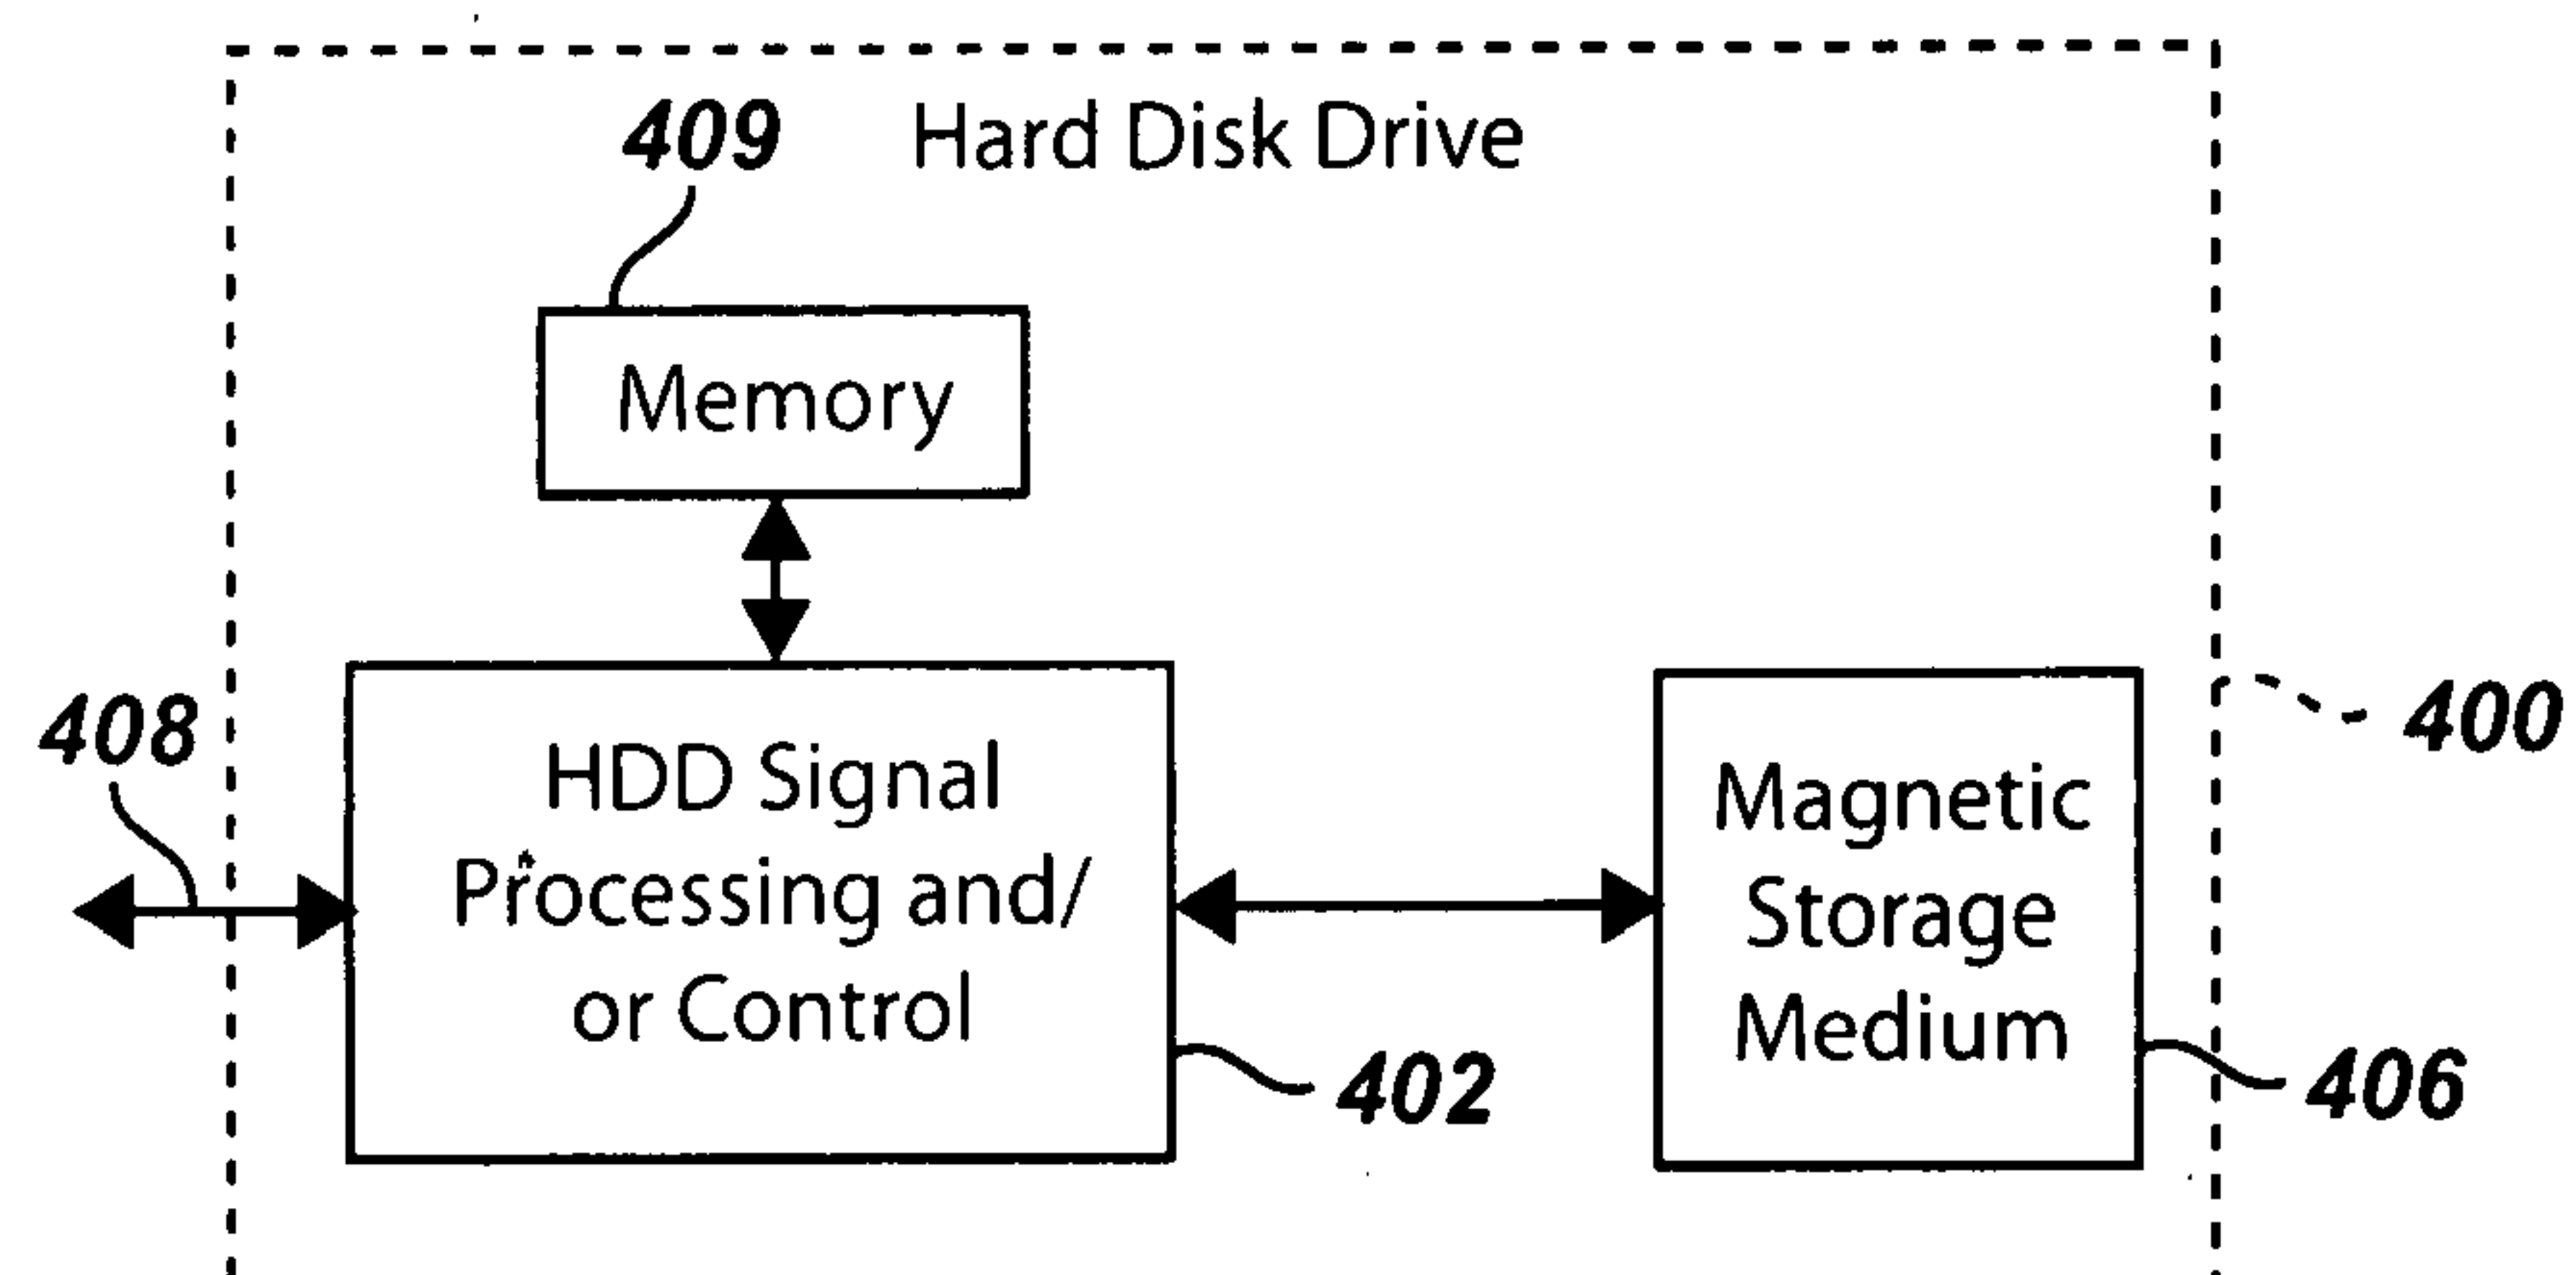 409 Hard Disk Drive
Memory
408
400
HDD Signal
Processing and/
or Control
Magnetic
Storage
Medium
402
406